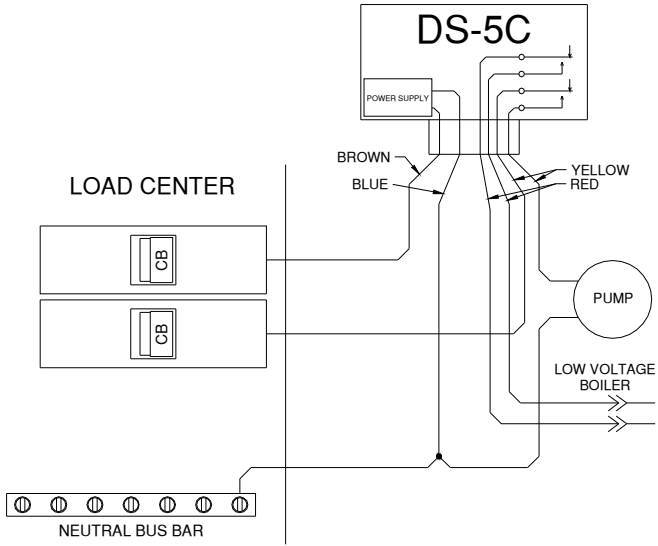 DS-5C
POWER SUPPLY
BROWN
BLUE
YELLOW
RED
LOAD CENTER
CB
CB
PUMP
LOW VOLTAGE
BOILER
NEUTRAL BUS BAR